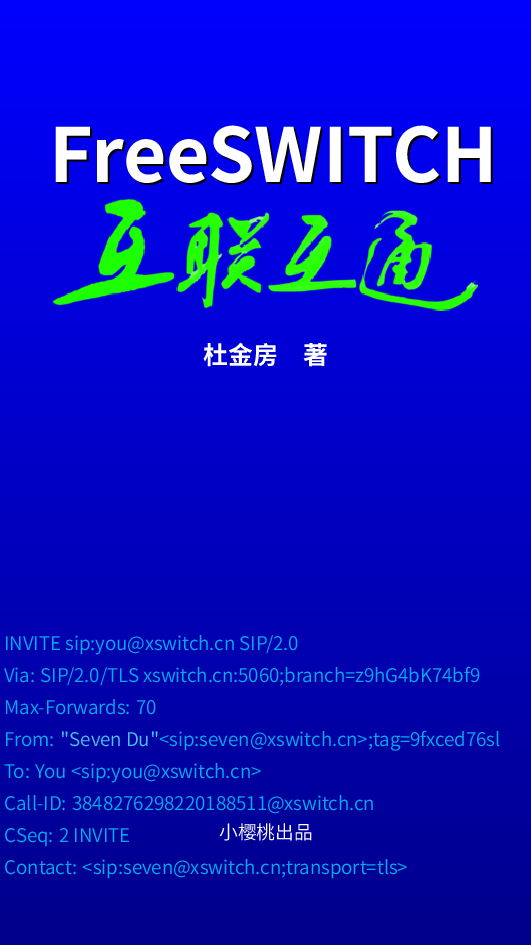 FreeSWITCH
互联互通
杜金房 著
INVITE sip:you@xswitch.cn SIP/2.0
Via: SIP/2.0/TLS xswitch.cn:5060;branch=z9hG4bK74bf9
Max-Forwards: 70
From: "Seven Du"<sip:seven@xswitch.cn>;tag=9fxced76sl
To: You <sip:you@xswitch.cn>
Call-ID: 3848276298220188511@xswitch.cn
CSeq: 2 INVITE
小樱桃出品
Contact: <sip:seven@xswitch.cn;transport=tls>